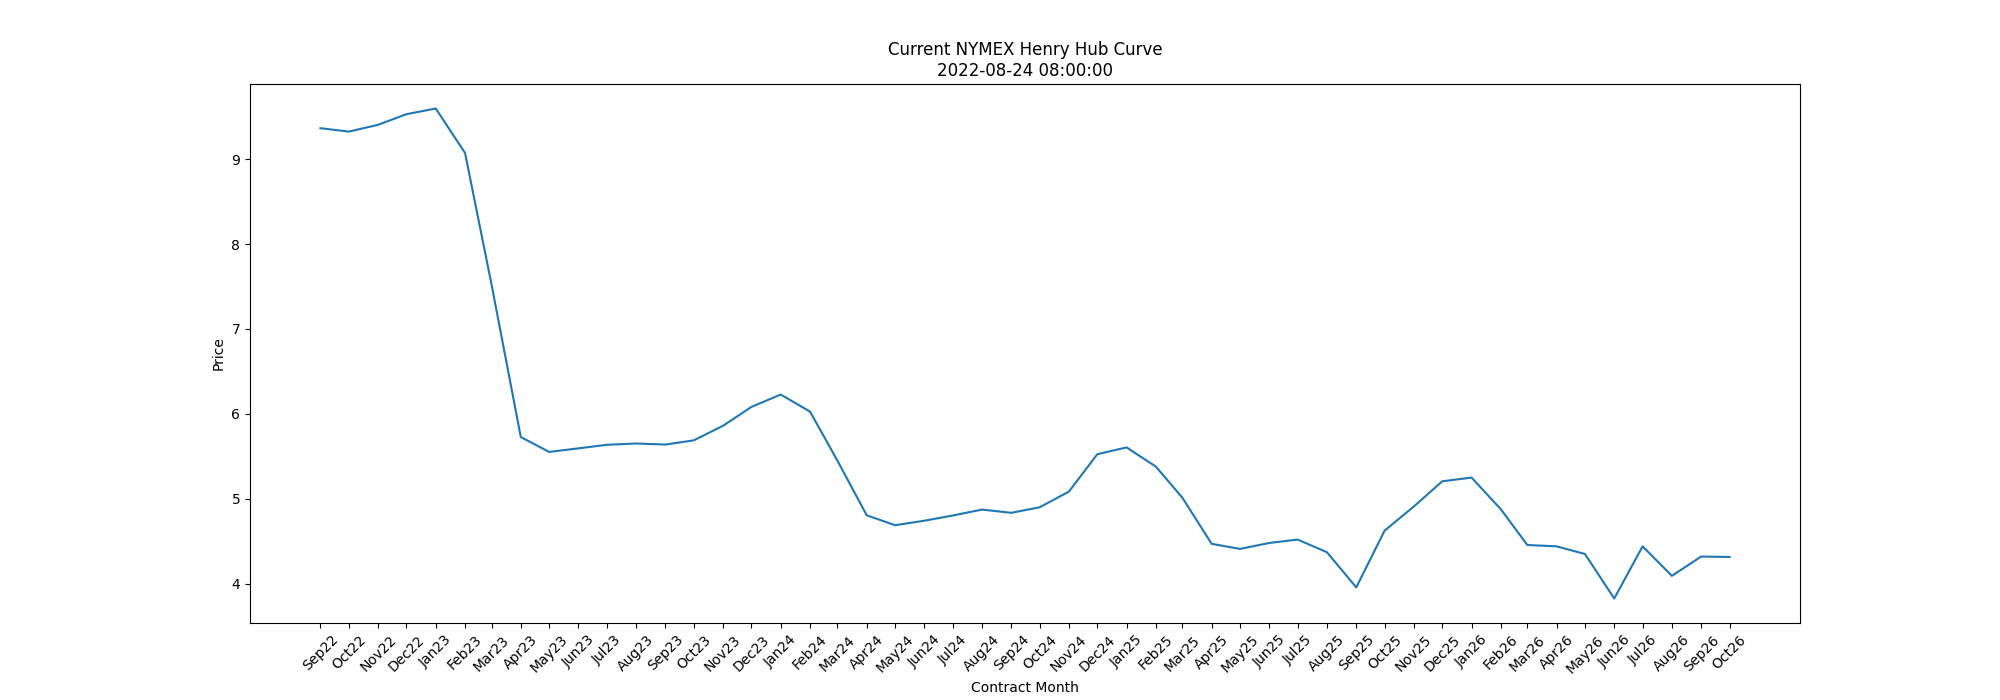 Current NYMEX Henry Hub Curve
2022-08-24 08:00:00
9
8
7
6
5
4
Price
Sep22 Oct22 Nov22 Dec22 Jan23 Feb23 Mar23 Apr23 May23 Jun23 Jul23 Aug23 Sep23 Oct23 Nov23 Dec23 Jan24 Feb24 Mar24 Apr24 May24 Jun24 Jul24 Aug24 Sep24 Oct24 Nov24 Dec24 Jan25 Feb25 Mar25 Apr25 May25 Jun25 Jul25 Aug25 Sep25 Oct25 Nov25 Dec25 Jan26 Feb26 Mar26 Apr26 May26 Jun26 Jul26 Aug26 Sep26 Oct26
Contract Month